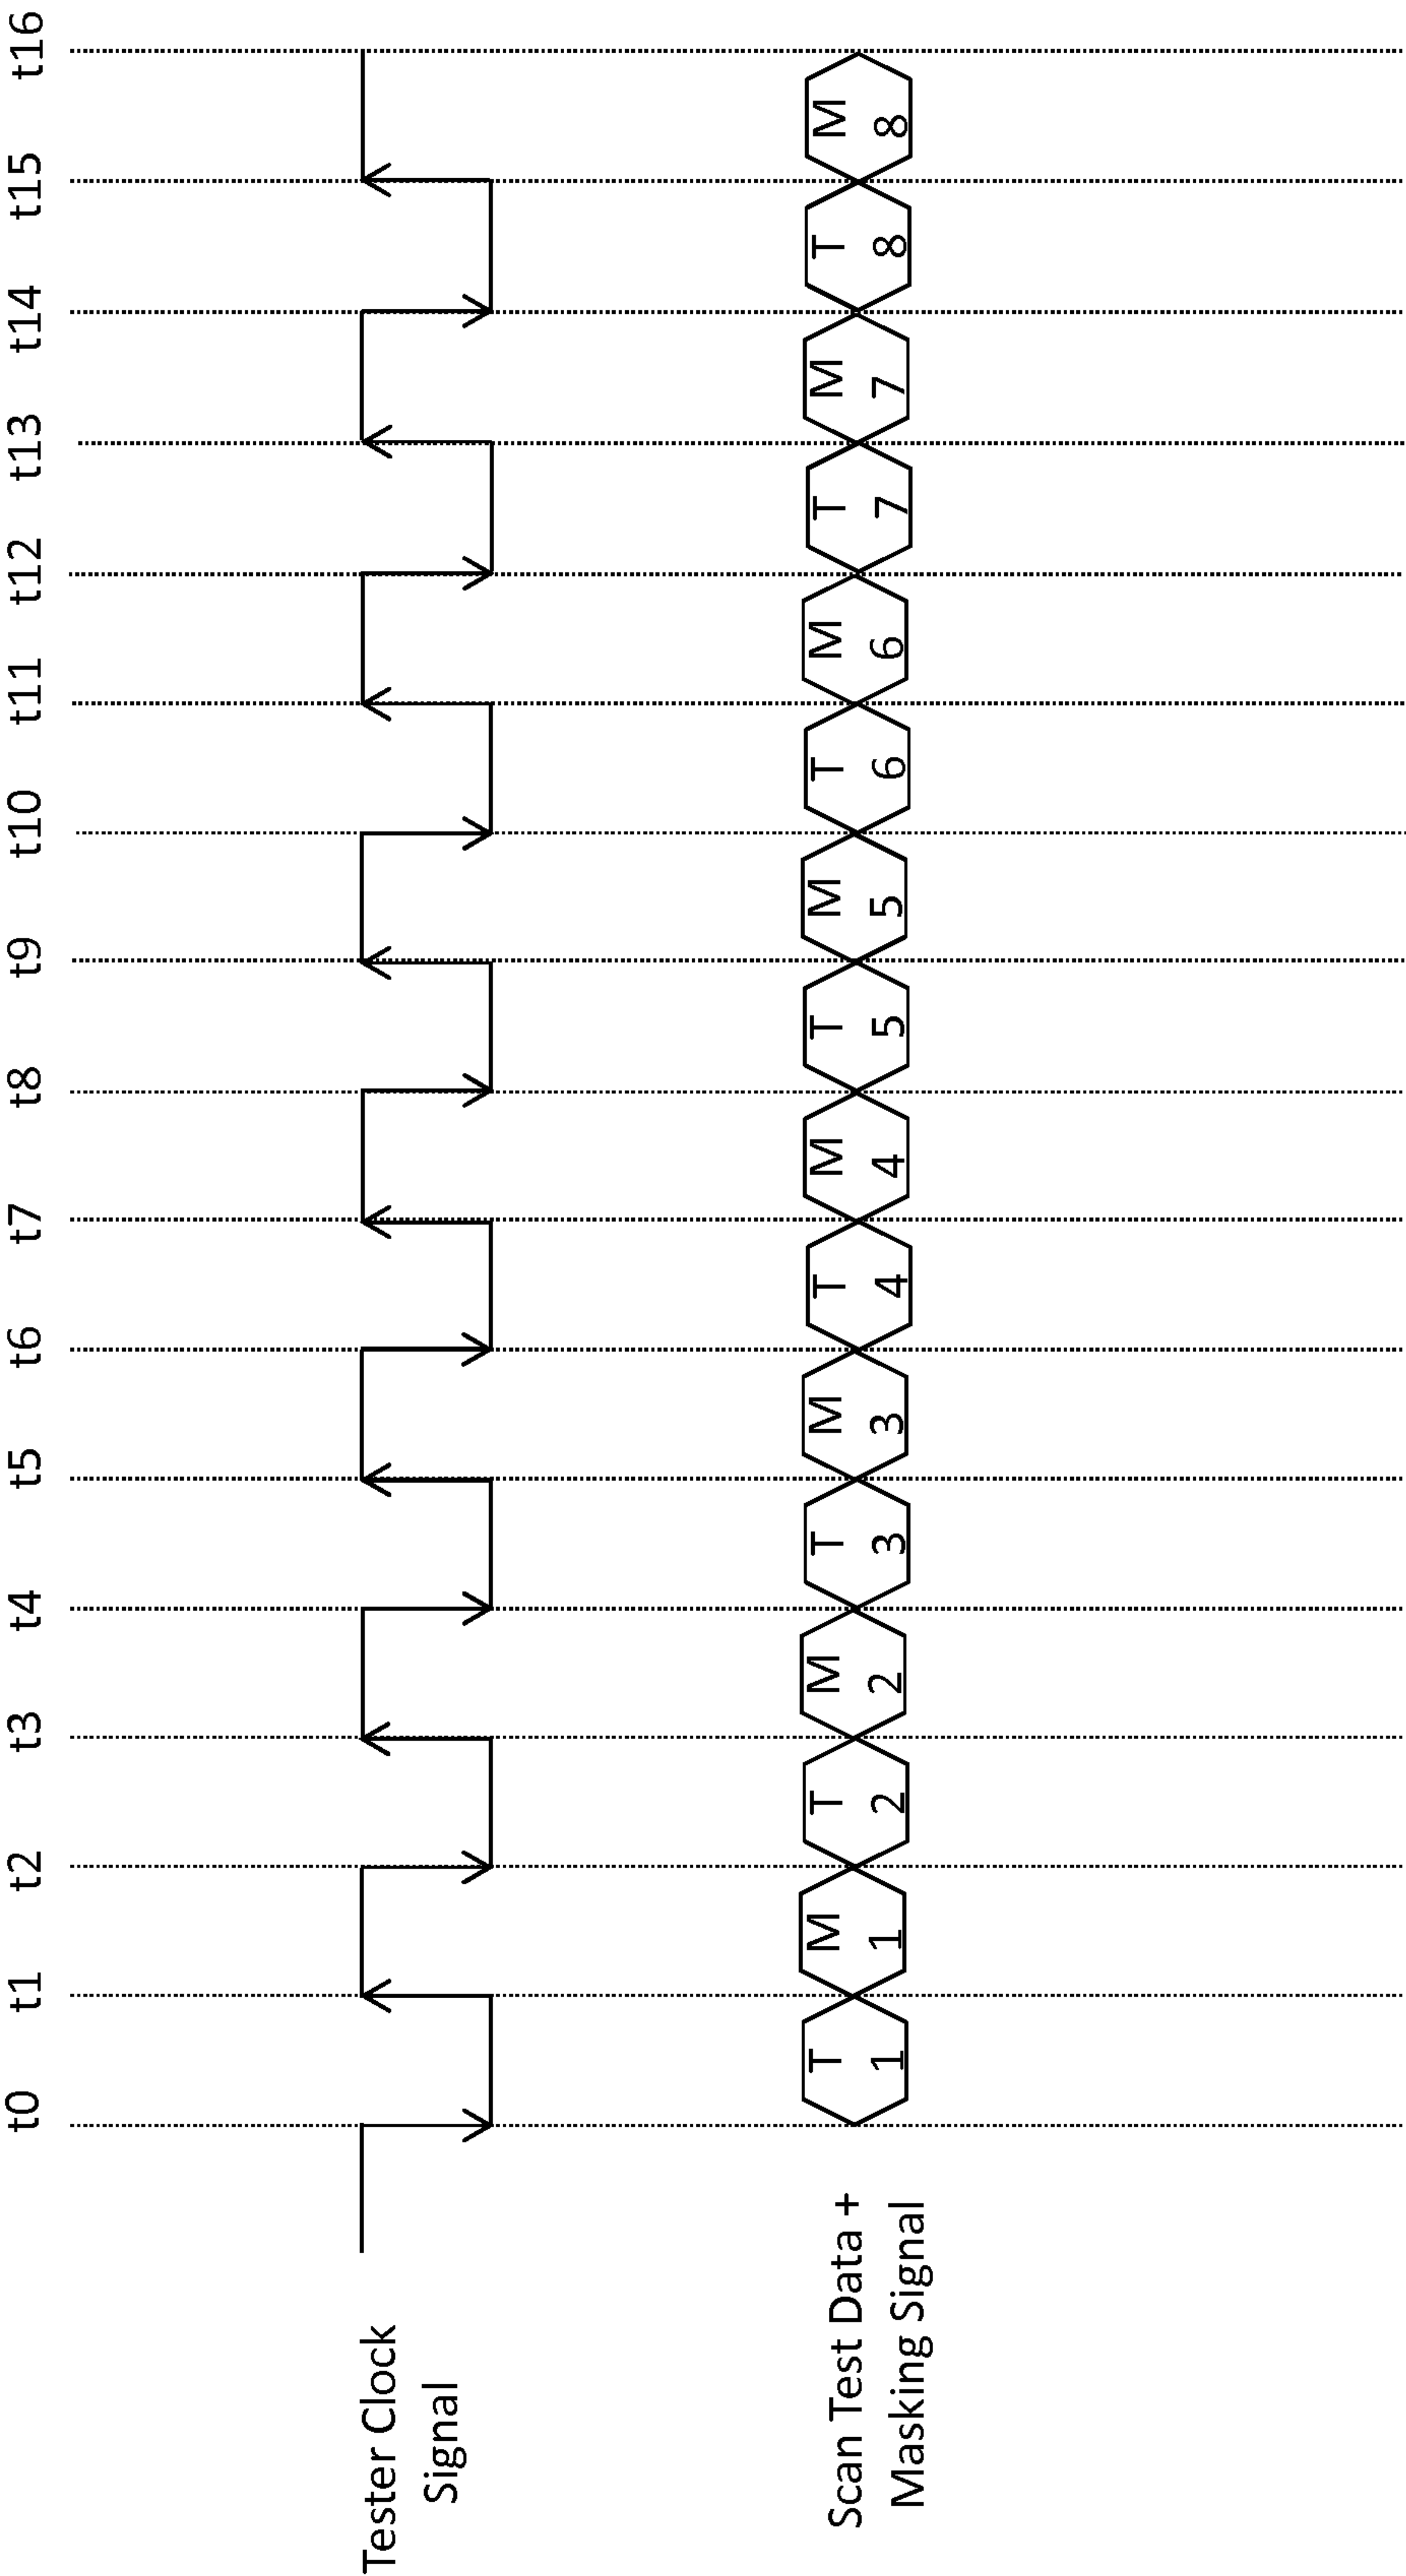 t0 t1 t2 t3 t4 t5 t6 t7 t8 t9 t10 t11 t12 t13 t14 t15 t16
Tester Clock
Signal
Scan Test Data +
Masking Signal
T M T M T M T M T M T M T M T M
1 1 2 2 3 3 4 4 5 5 6 6 7 7 8 8